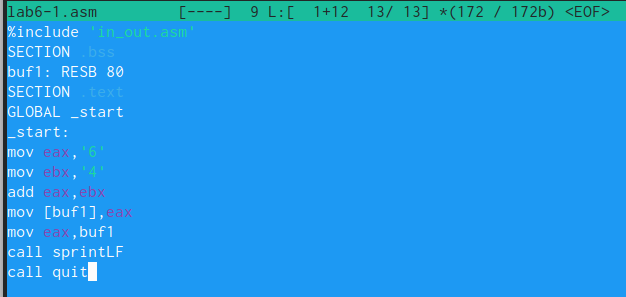 lab6-1.asm [----] 9 L:[ 1+12 13/ 13] *(172 / 172b) <EOF>
%include 'in_out.asm'
SECTION .bss
buf1: RESB 80
SECTION .text
GLOBAL _start
_start:
mov eax,'6'
mov ebx,'4'
add eax,ebx
mov [buf1],eax
mov eax,buf1
call sprintLF
call quit